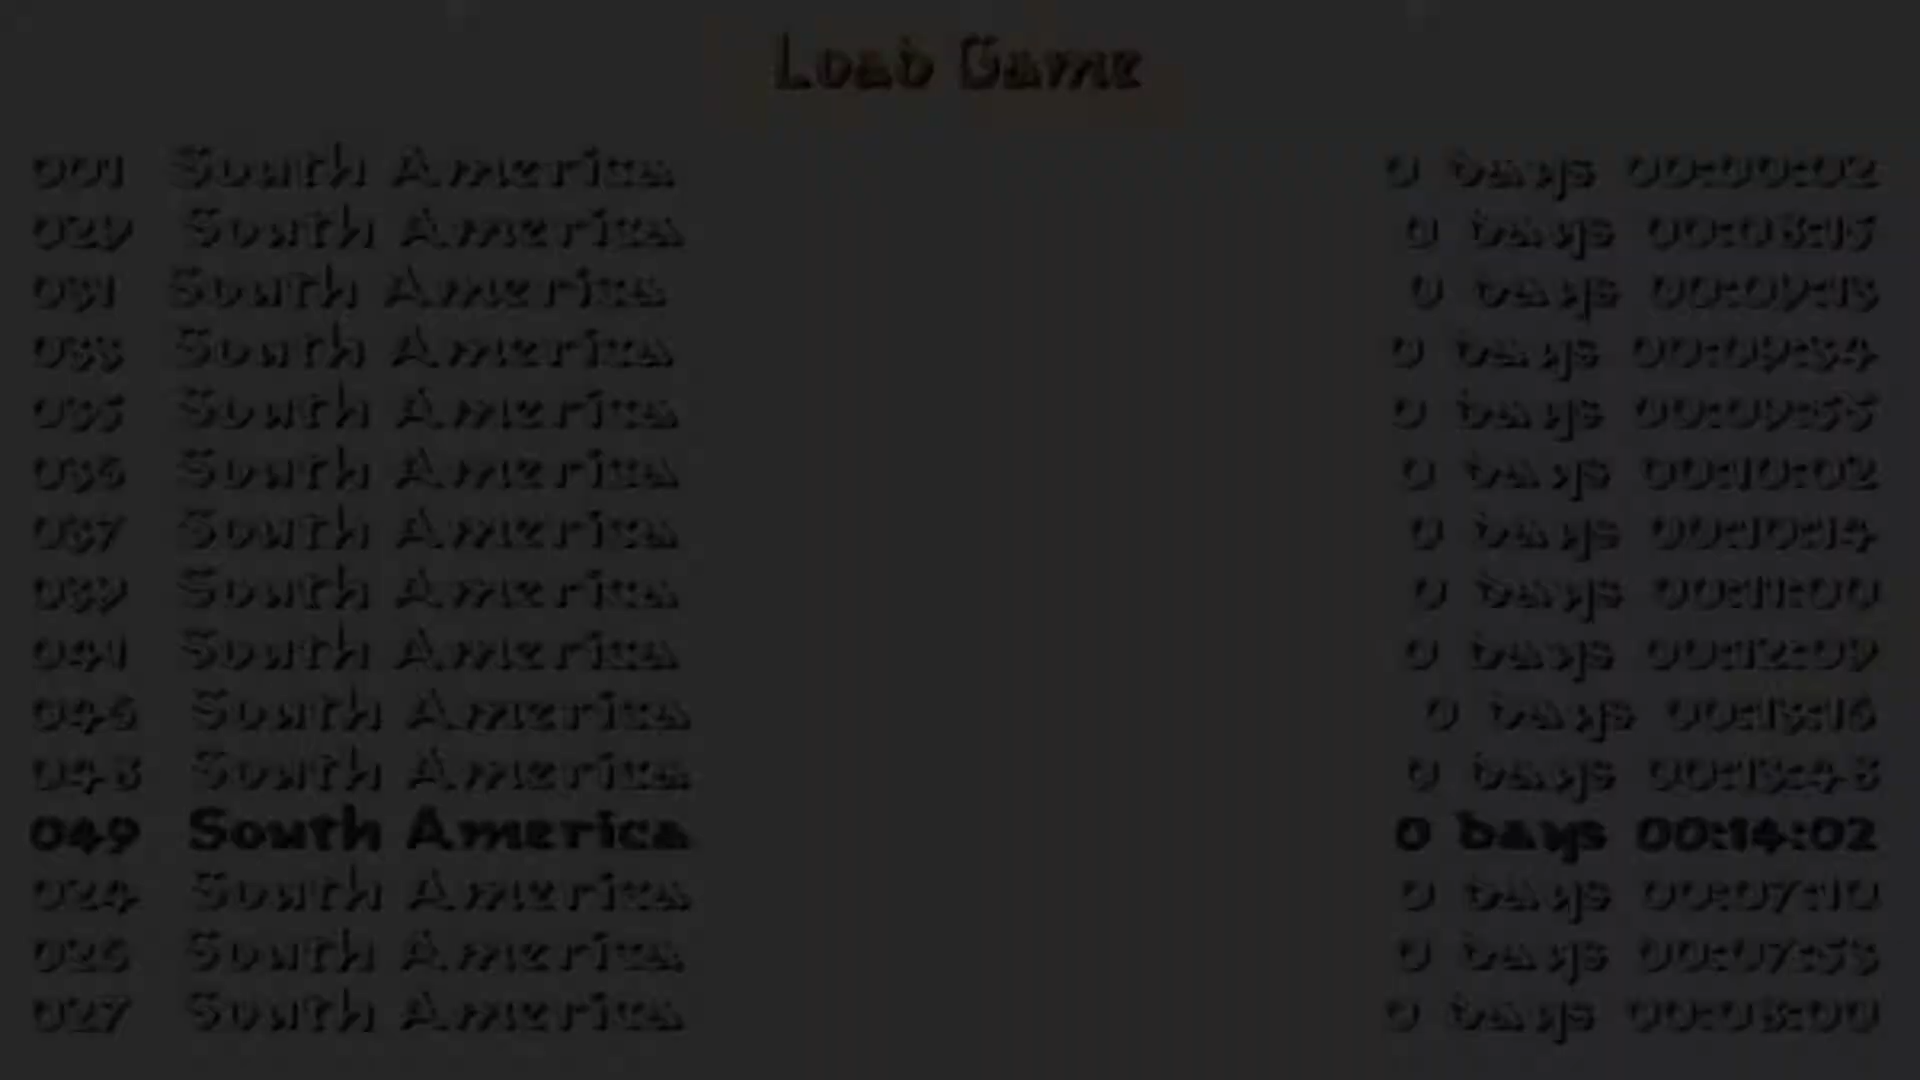 Load Game
001 South America 0 days 00:00:02
029 South America 0 days 00:08:15
031 South America 0 days 00:09:13
033 South America 0 days 00:09:34
035 South America 0 days 00:09:55
036 South America 0 days 00:10:02
037 South America 0 days 00:10:14
039 South America 0 days 00:11:00
041 South America 0 days 00:12:09
046 South America 0 days 00:13:16
048 South America 0 days 00:13:48
049 South America 0 days 00:14:02
024 South America 0 days 00:07:10
026 South America 0 days 00:07:53
027 South America 0 days 00:08:00